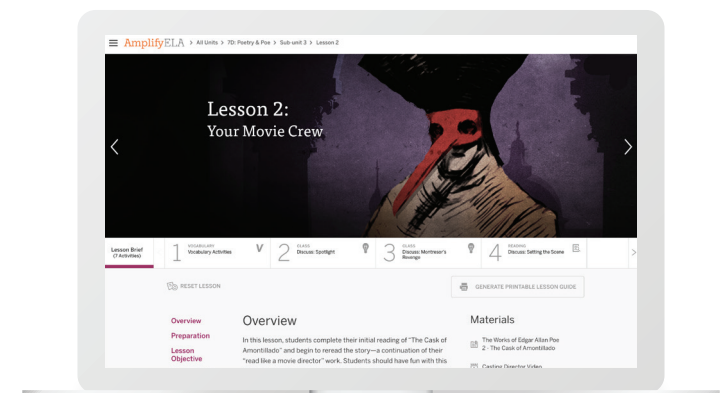 AmplifyELA > All Units > 7D: Poetry & Poe > Sub-unit 3 > Lesson 2
Lesson 2:
Your Movie Crew
Lesson Brief
(7 Activities)
1
VOCABULARY
Vocabulary Activities
2
CLASS
Discuss: Spotlight
3
CLASS
Discuss: Montresor's
Revenge
4
READING
Discuss: Setting the Scene
RESET LESSON
GENERATE PRINTABLE LESSON GUIDE
Overview
Preparation
Lesson
Objective
Overview
In this lesson, students complete their initial reading of "The Cask of
Amontillado" and begin to reread the story—a continuation of their
"read like a movie director" work. Students should have fun with this
Materials
The Works of Edgar Allan Poe
2 - The Cask of Amontillado
Casting Director Video